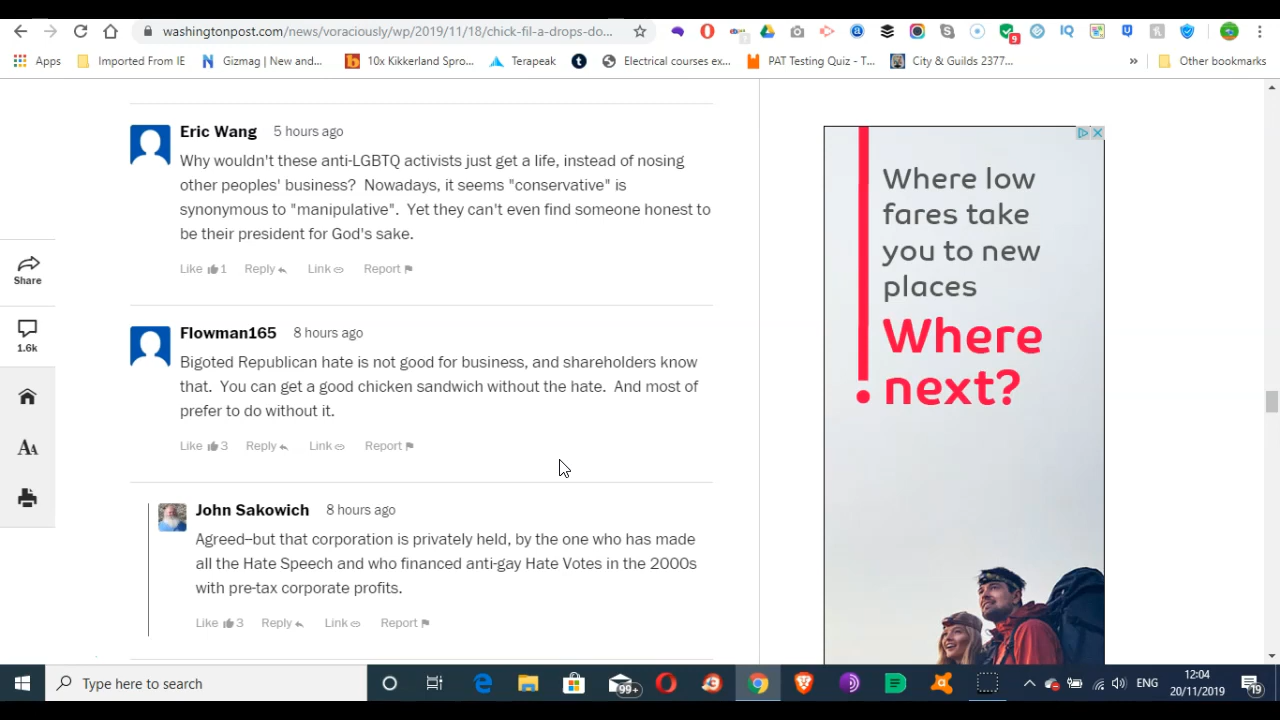 washingtonpost.com/news/voraciously/wp/2019/11/18/chick-fil-a-drops-do...
9
IQ
Apps
Imported From IE
N
Gizmag | New and...
10x Kikkerland Spro...
Terapeak
t
Electrical courses ex...
PAT Testing Quiz - T...
City & Guilds 2377...
»
Other bookmarks
Eric Wang 5 hours ago
Why wouldn't these anti-LGBTQ activists just get a life, instead of nosing
other peoples' business?  Nowadays, it seems "conservative" is
synonymous to "manipulative".  Yet they can't even find someone honest to
be their president for God's sake.
Like 1 Reply Link Report
Share
1.6k
AA
Flowman165 8 hours ago
Bigoted Republican hate is not good for business, and shareholders know
that.  You can get a good chicken sandwich without the hate.  And most of
prefer to do without it.
Like 3 Reply Link Report
John Sakowich 8 hours ago
Agreed--but that corporation is privately held, by the one who has made
all the Hate Speech and who financed anti-gay Hate Votes in the 2000s
with pre-tax corporate profits.
Like 3 Reply Link Report
Where low
fares take
you to new
places
Where
next?
Type here to search
99+
ENG
12:04
20/11/2019
19